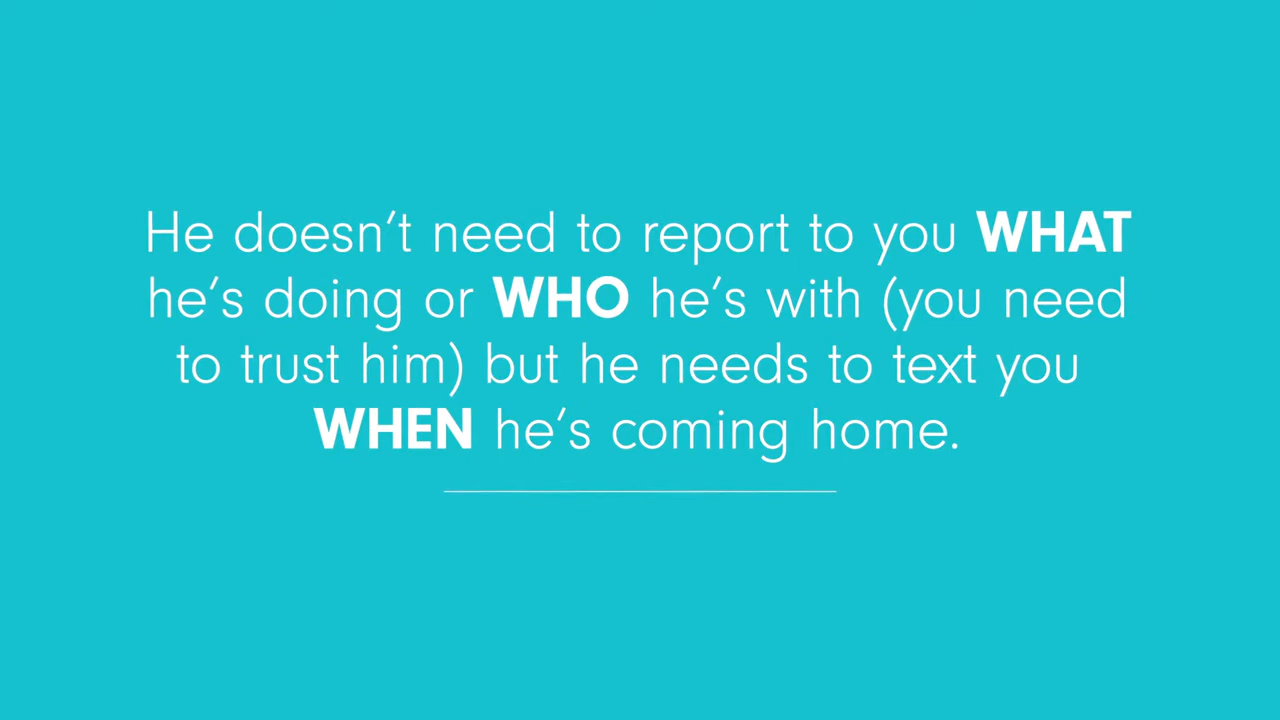 He doesn't need to report to you WHAT
he's doing or WHO he's with (you need
to trust him) but he needs to text you
WHEN he's coming home.